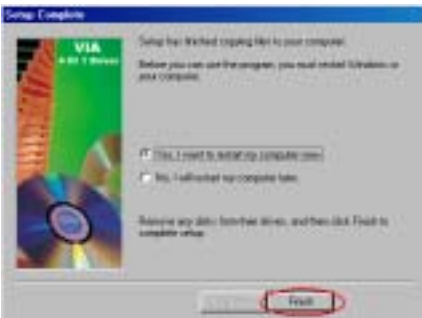 Setup Complete
VIA
4 in 1 Driver
Setup has finished copying files to your computer.
Before you can use the program, you must restart Windows or
your computer.
Yes, I want to restart my computer now.
No, I will restart my computer later.
Remove any disks from their drives, and then click Finish to
complete setup.
Finish